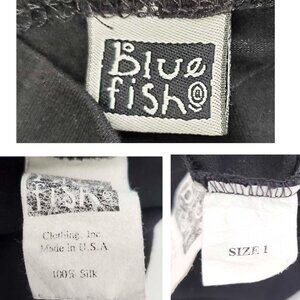 Blue
fish®
fish
Clothing, Inc.
Made in U.S.A
100% Silk
SIZE 1